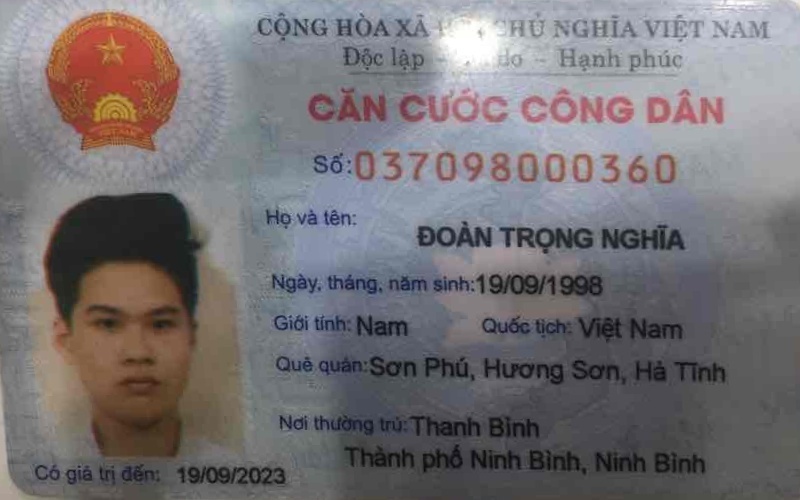 CỘNG HÒA XÃ CHỦ NGHĨA VIỆT NAM
Độc lập - do - Hạnh phúc
CĂN CƯỚC CÔNG DÂN
Số: 037098000360
Họ và tên:
ĐOÀN TRỌNG NGHĨA
Ngày, tháng, năm sinh: 19/09/1998
Giới tính: Nam Quốc tịch: Việt Nam
Quê quán: Sơn Phú, Hương Sơn, Hà Tĩnh
Nơi thường trú: Thanh Bình
Thành phố Ninh Bình, Ninh Bình
Có giá trị đến: 19/09/2023